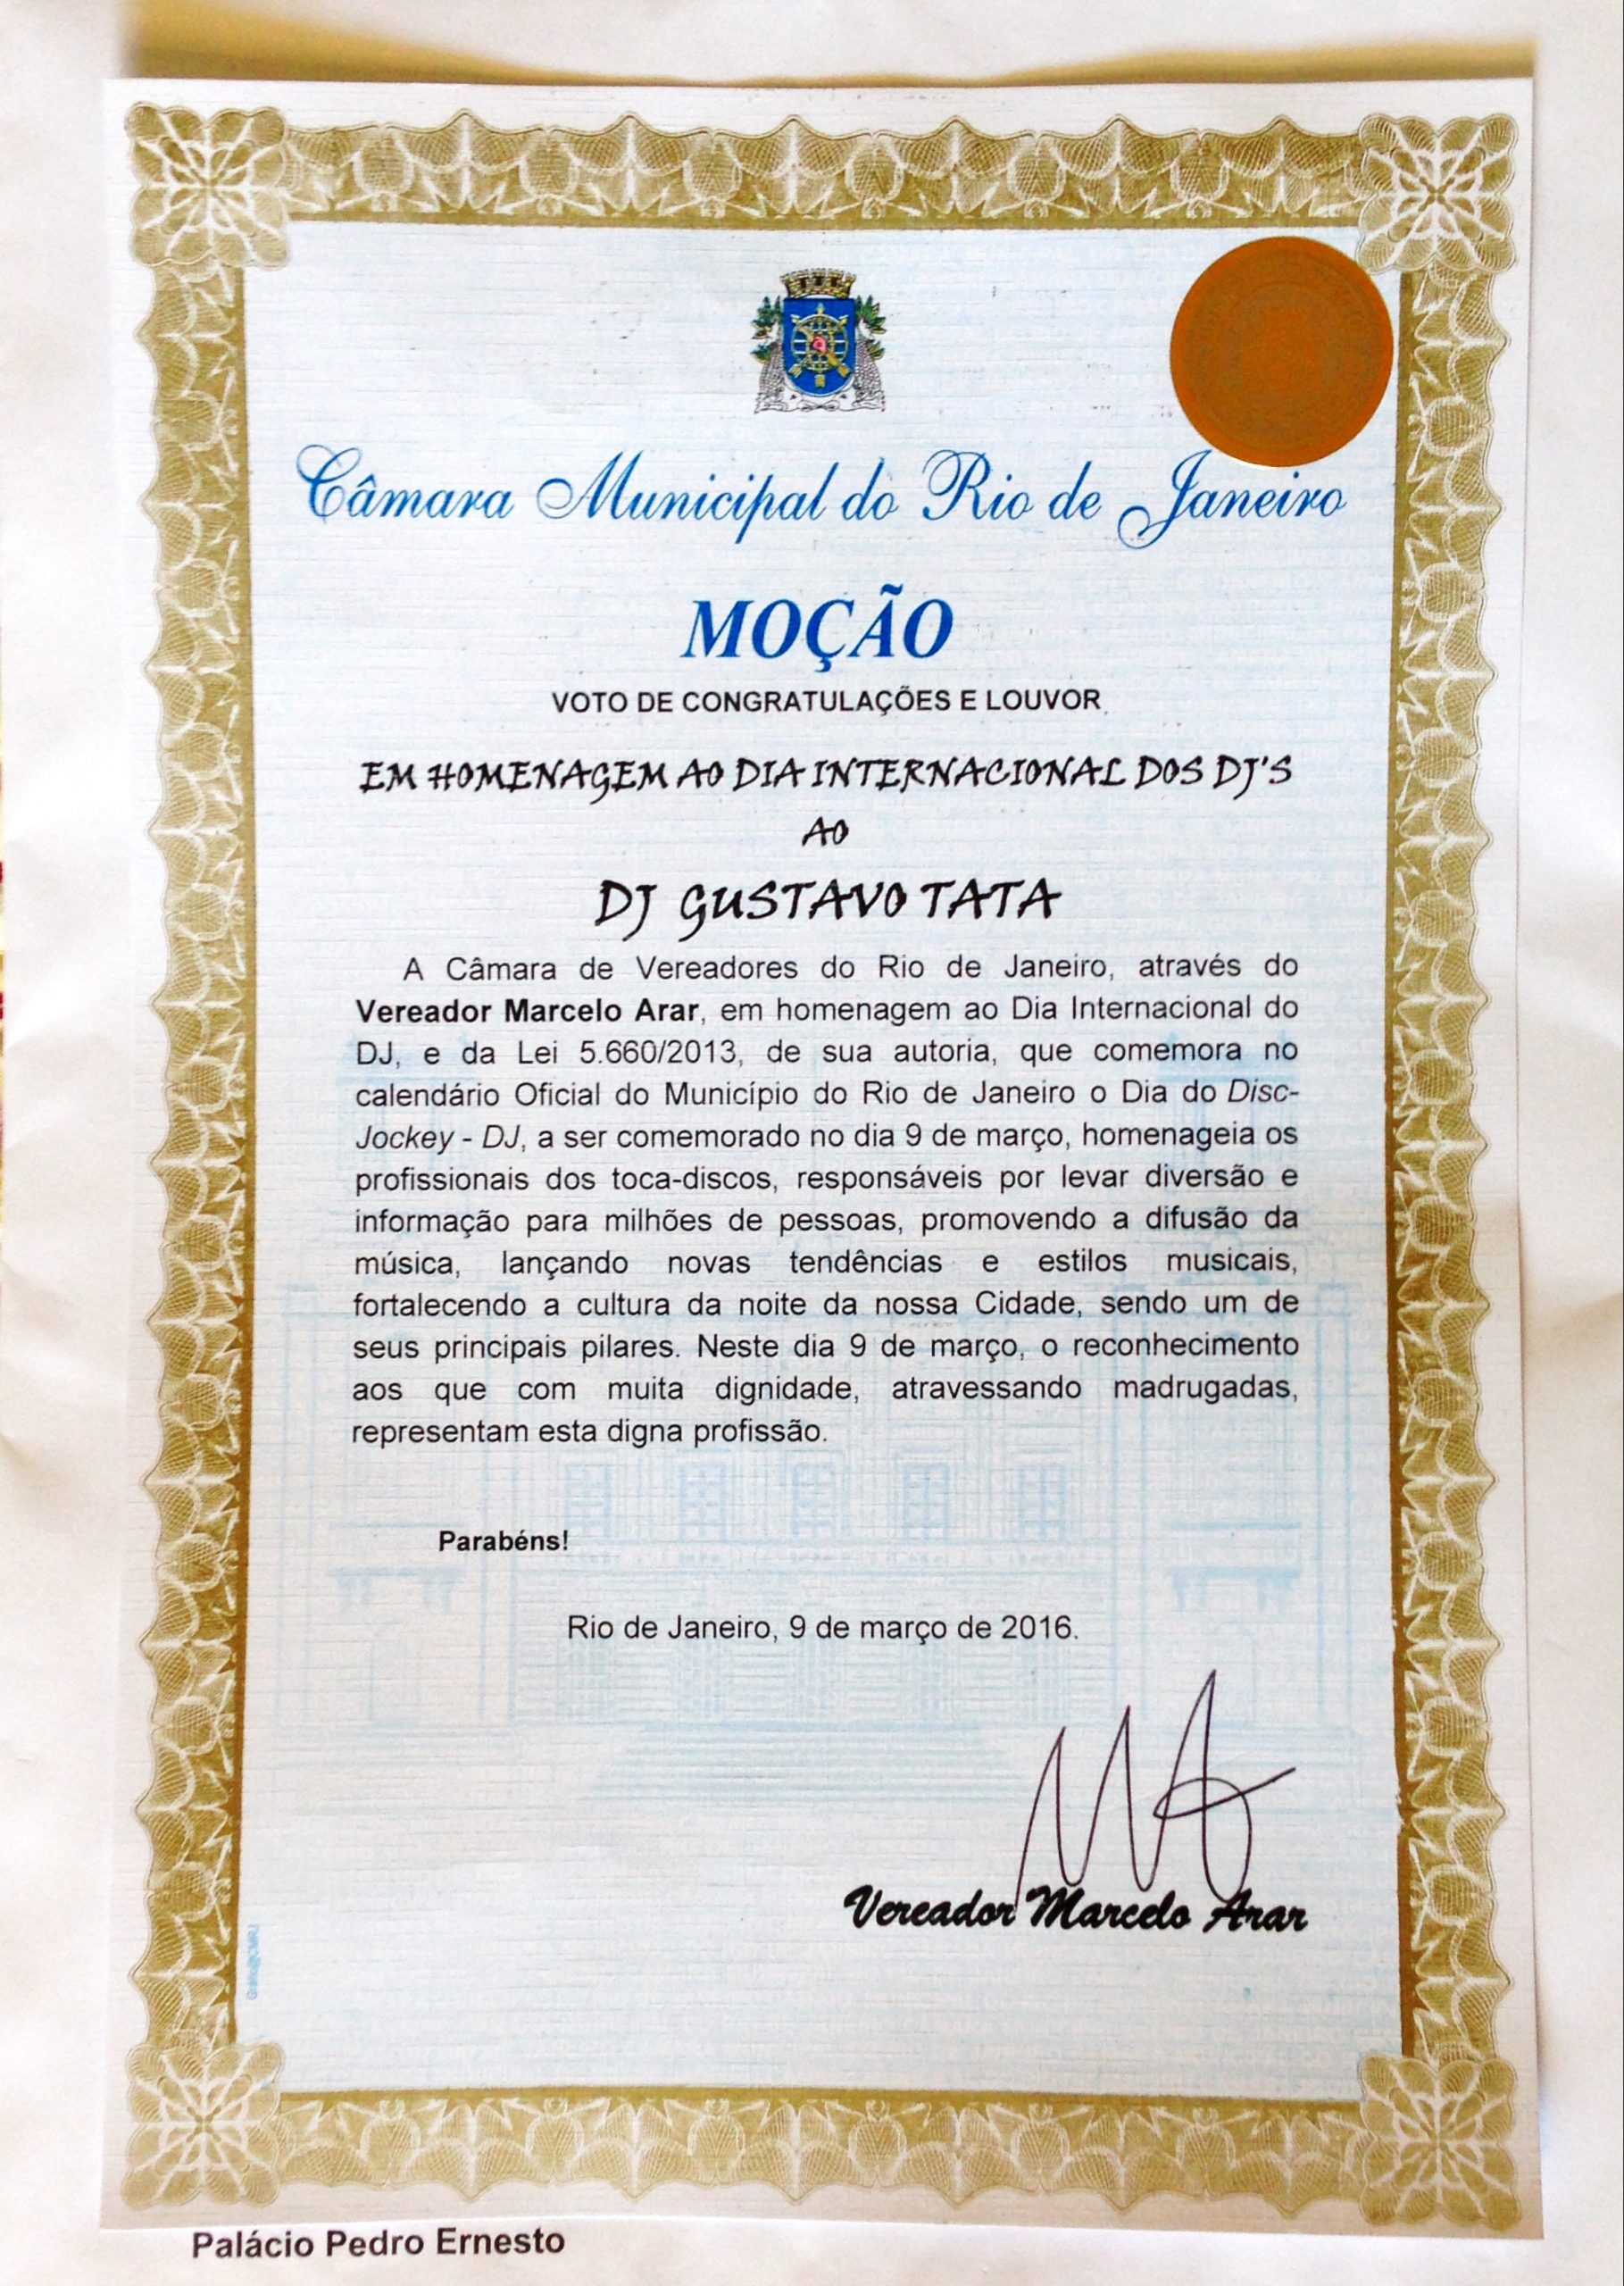 Câmara Municipal do Rio de Janeiro
MOÇÃO
VOTO DE CONGRATULAÇÕES E LOUVOR
EM HOMENAGEM AO DIA INTERNACIONAL DOS DJ'S
AO
DJ GUSTAVO TATA
A Câmara de Vereadores do Rio de Janeiro, através do
Vereador Marcelo Arar, em homenagem ao Dia Internacional do
DJ, e da Lei 5.660/2013, de sua autoria, que comemora no
calendário Oficial do Município do Rio de Janeiro o Dia do Disc-
Jockey - DJ, a ser comemorado no dia 9 de março, homenageia os
profissionais dos toca-discos, responsáveis por levar diversão e
informação para milhões de pessoas, promovendo a difusão da
música, lançando novas tendências e estilos musicais,
fortalecendo a cultura da noite da nossa Cidade, sendo um de
seus principais pilares. Neste dia 9 de março, o reconhecimento
aos que com muita dignidade, atravessando madrugadas,
representam esta digna profissão.
Parabéns!
Rio de Janeiro, 9 de março de 2016.
Vereador Marcelo Arar
Palácio Pedro Ernesto